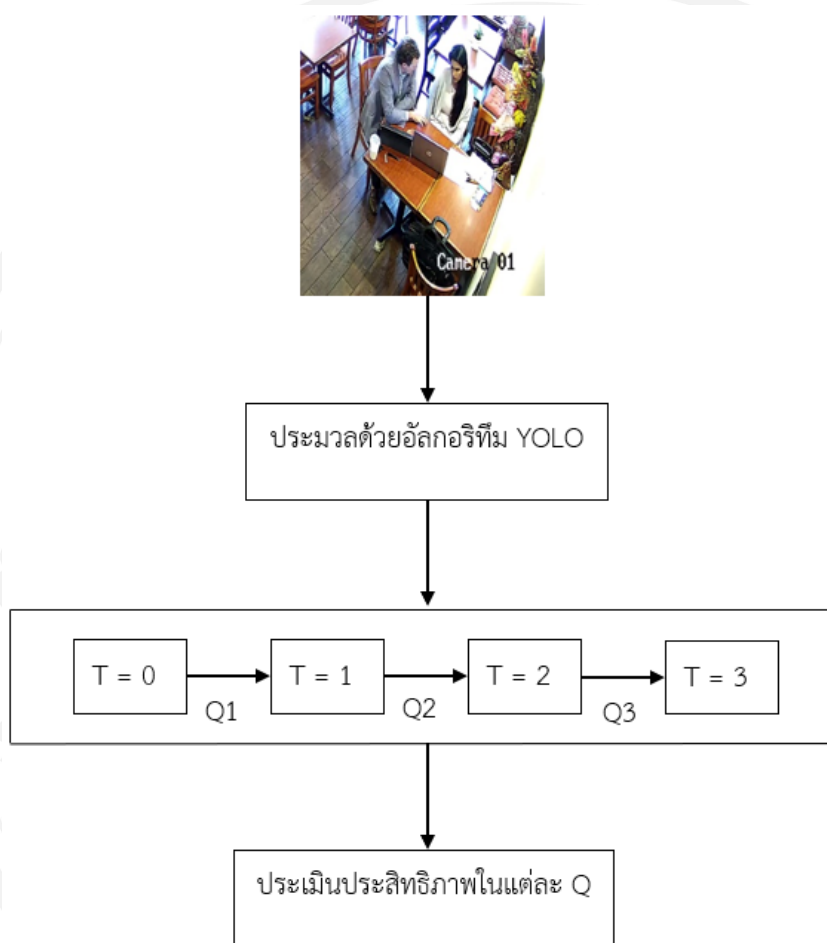 Camera 01
ประมวลด้วยอัลกอริทึม YOLO
T = 0
T = 1
T = 2
T = 3
Q1
Q2
Q3
ประเมินประสิทธิภาพในแต่ละ Q